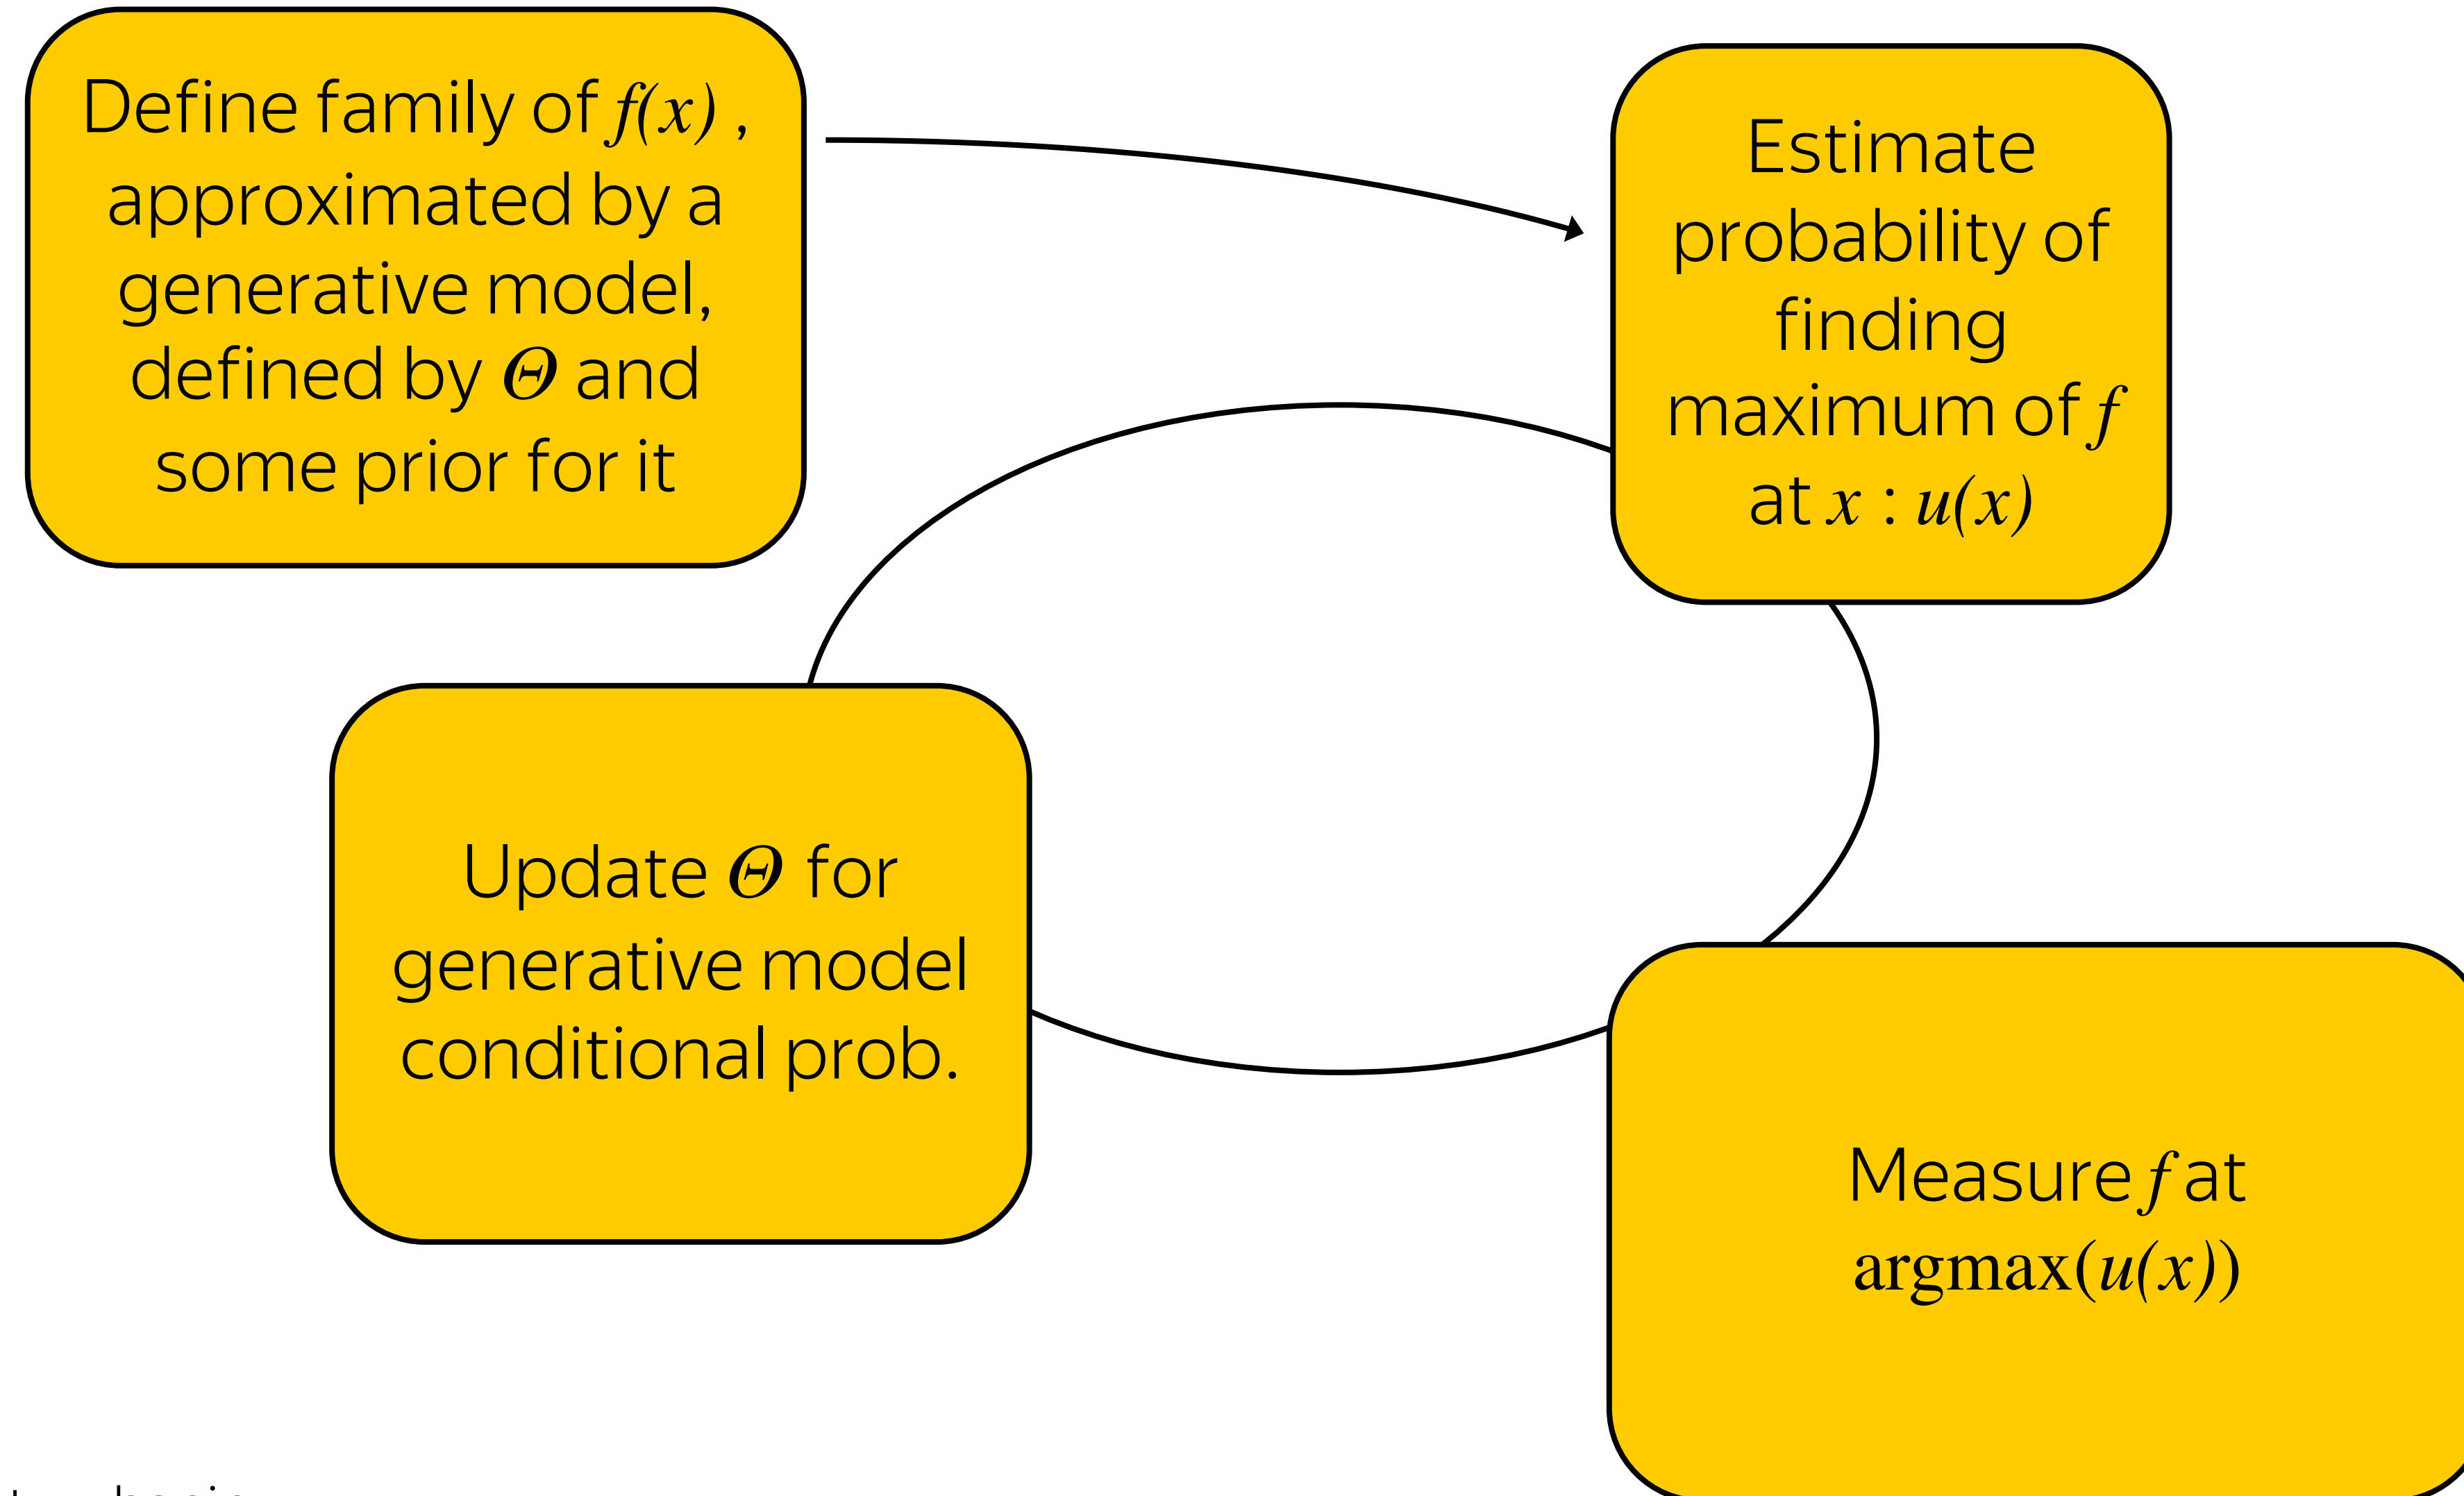 Define family of f(x) ,
approximated by a
generative model,
defined by Θ and
some prior for it
Estimate
probability of
finding
maximum of f
at x : u(x)
Update Θ for
generative model
conditional prob.
Measure f at
argmax(u(x))